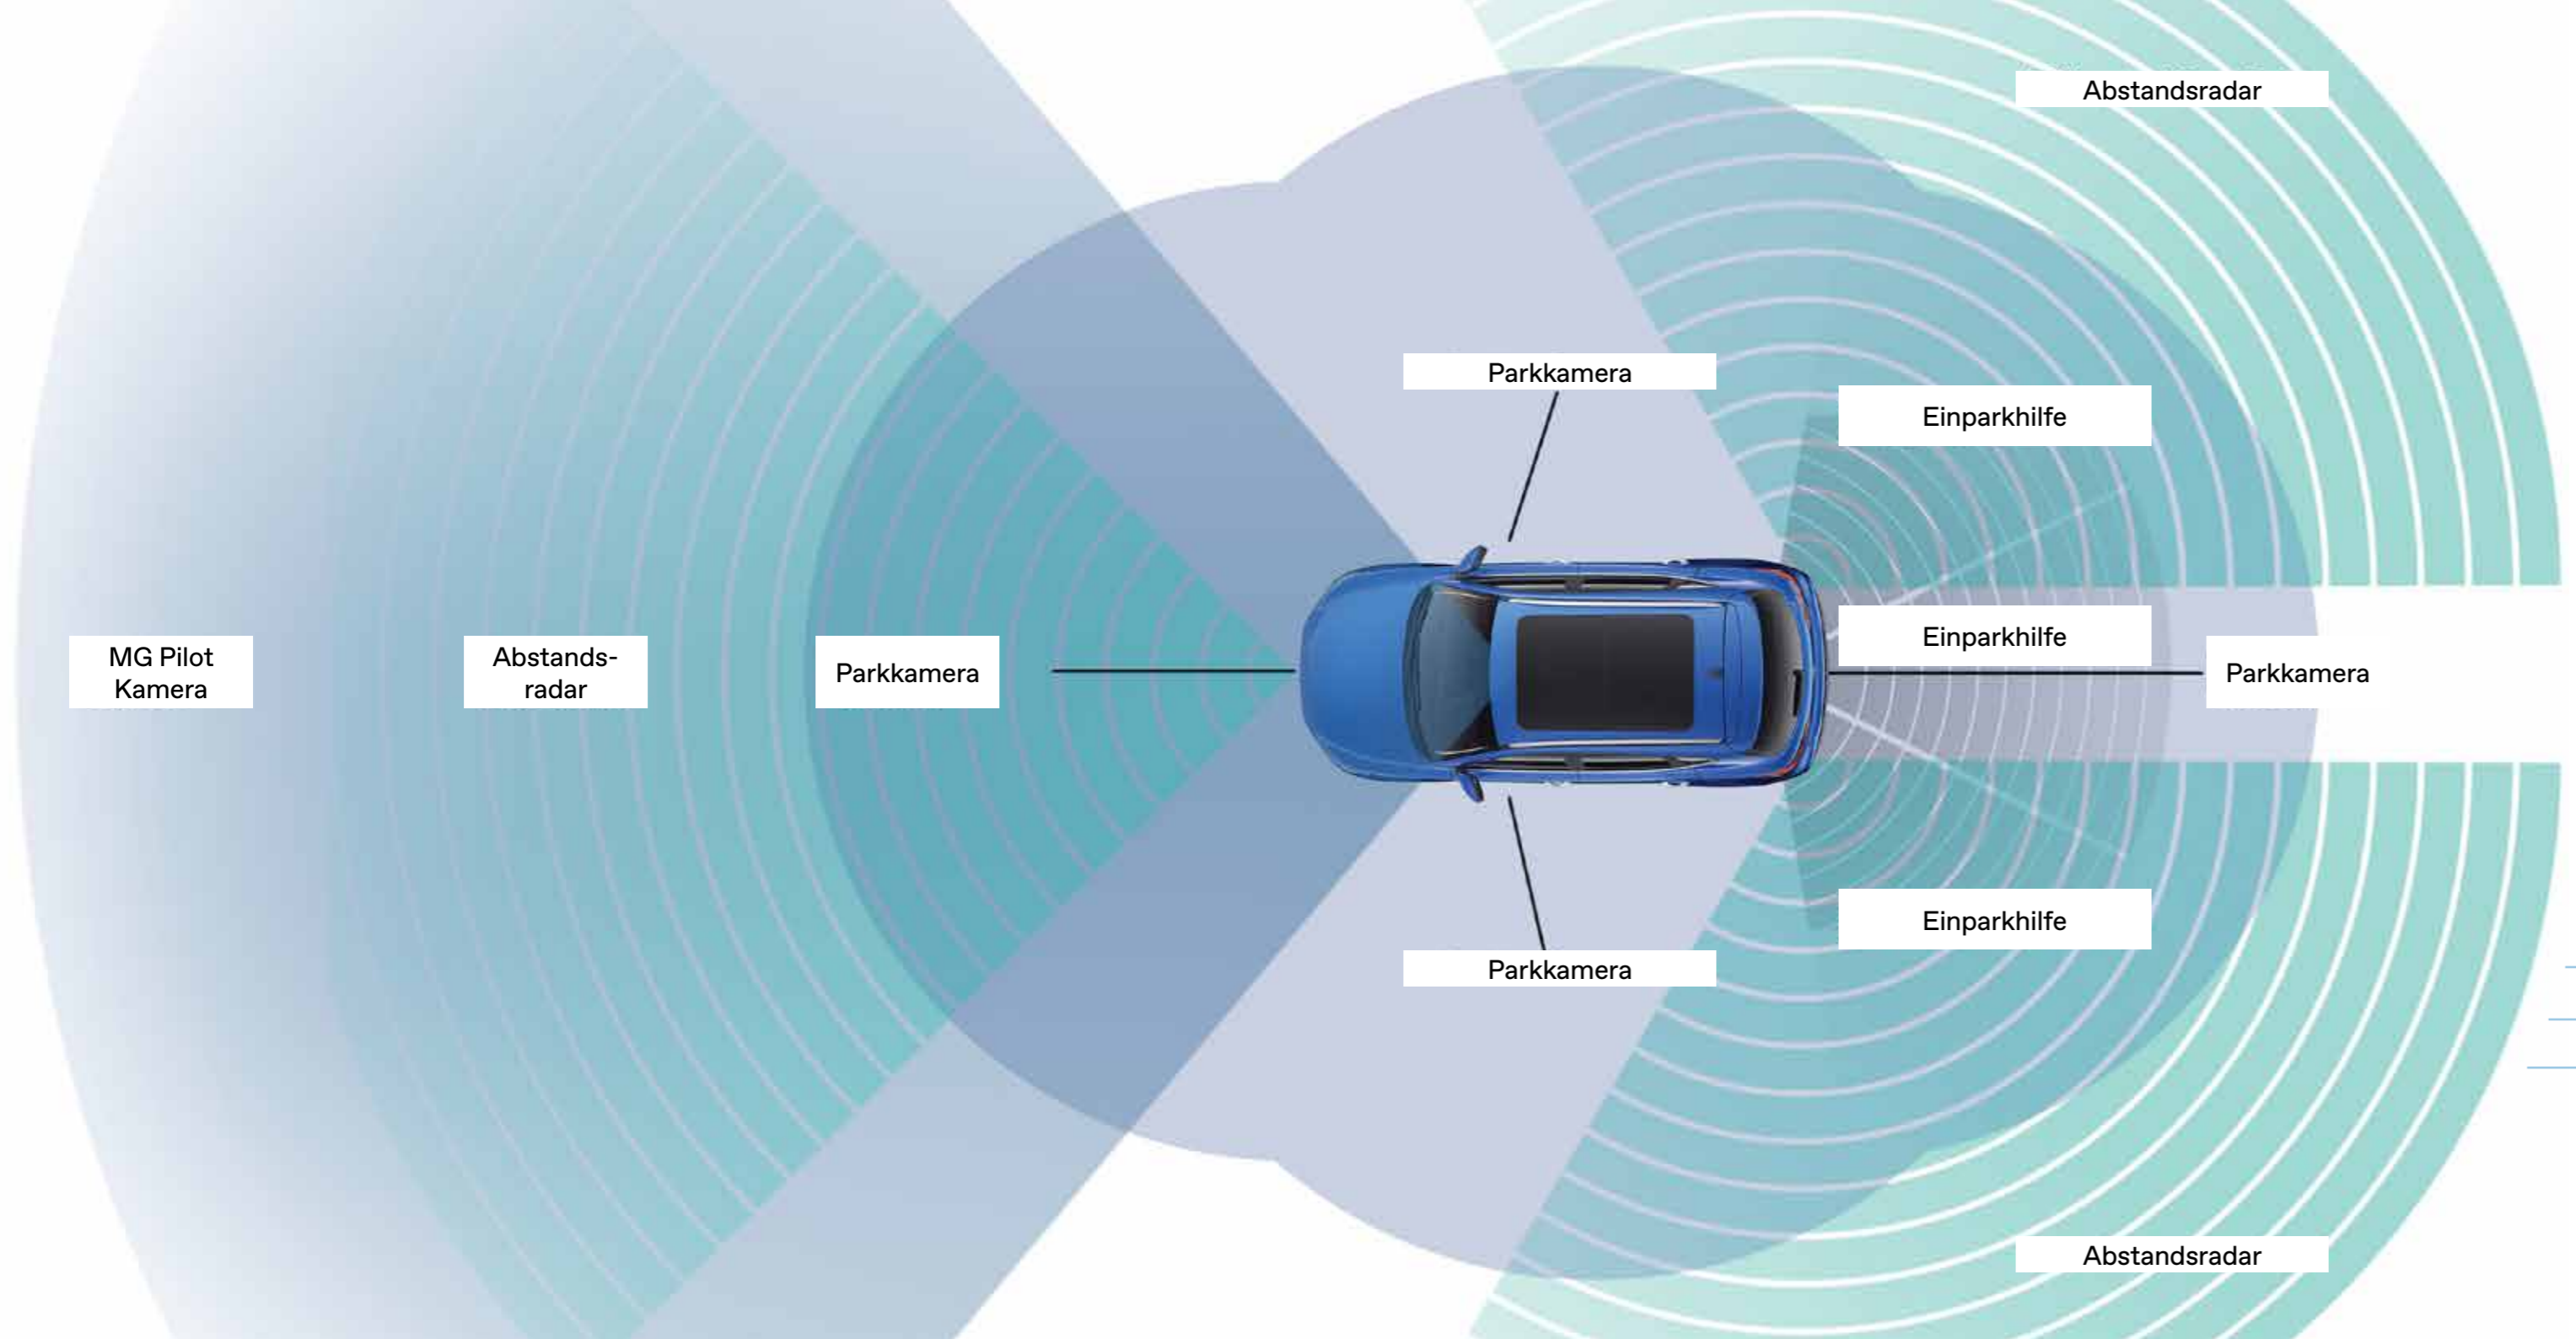 Abstandsradar
Parkkamera
Einparkhilfe
Einparkhilfe
MG Pilot
Kamera
Abstands-
radar
Parkkamera
Parkkamera
Einparkhilfe
Parkkamera
Abstandsradar